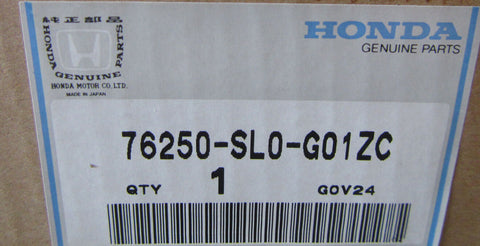 純正部品
HONDA PARTS
GENUINE
HONDA MOTOR CO.,LTD.
MADE IN JAPAN
HONDA
GENUINE PARTS
76250-SL0-G01ZC
QTY 1 GOV24